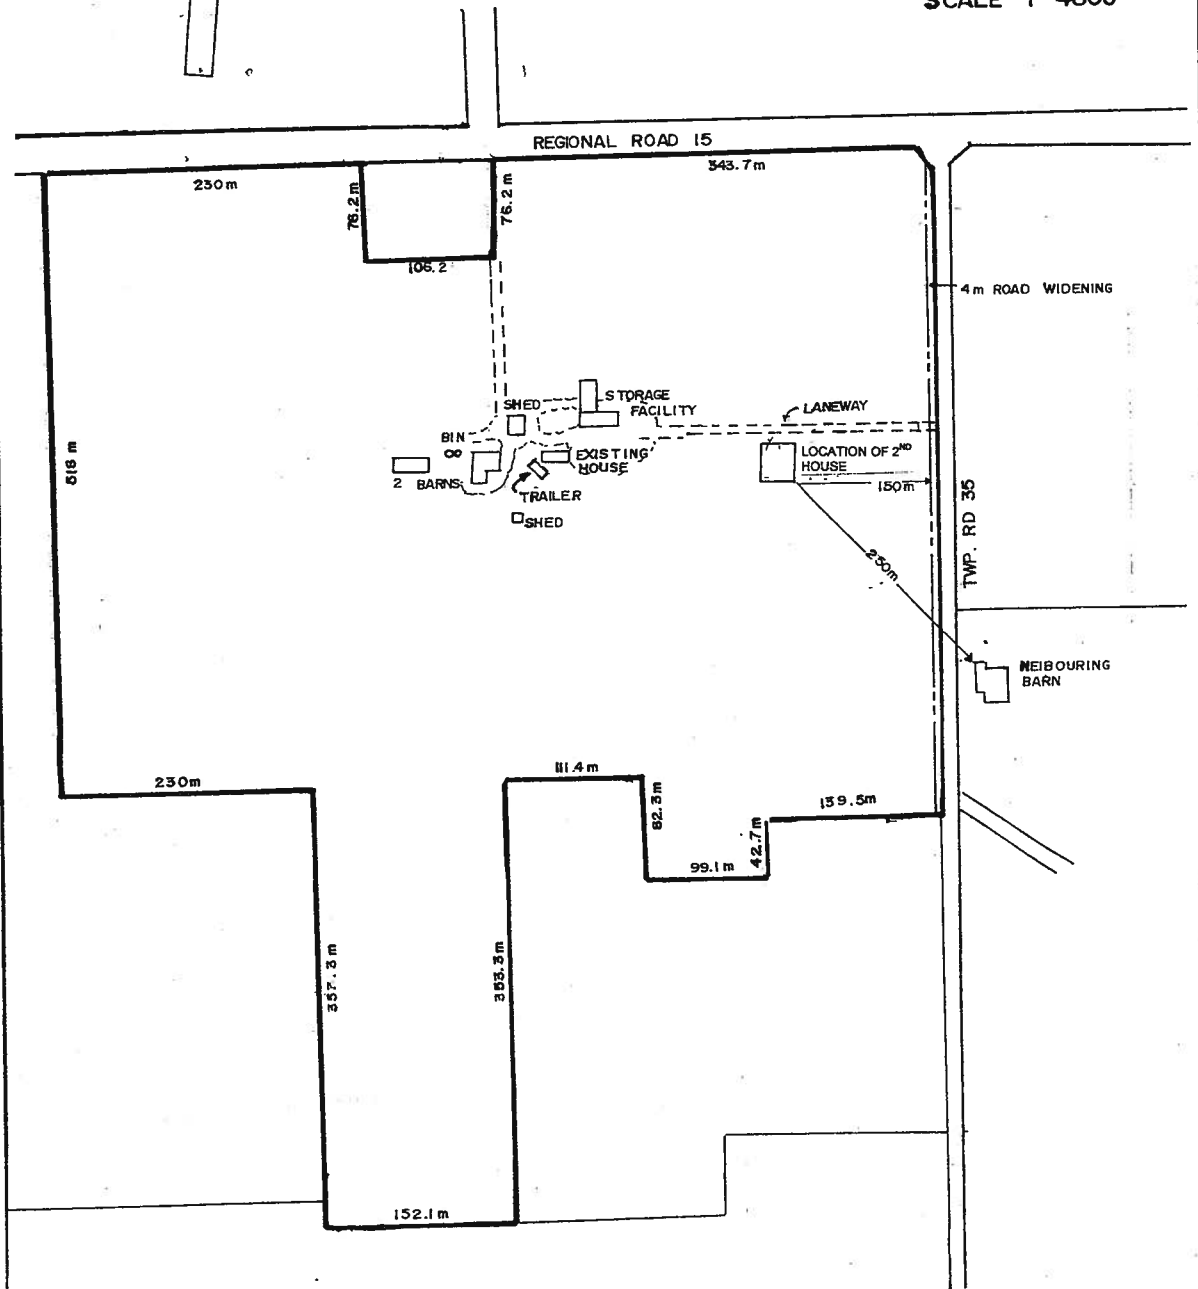 SCALE 1 4800
REGIONAL ROAD 15
343.7m
230m
76.2m
76.2m
106.2
4m ROAD WIDENING
SHED
STORAGE
FACILITY
LANEWAY
BIN
2 BARNS
EXISTING
HOUSE
LOCATION OF 2ND
HOUSE
150m
TRAILER
SHED
518 m
TWP. RD 35
250m
NEIBOURING
BARN
230m
111.4m
82.3m
139.5m
42.7m
99.1m
357.3m
353.3m
152.1m